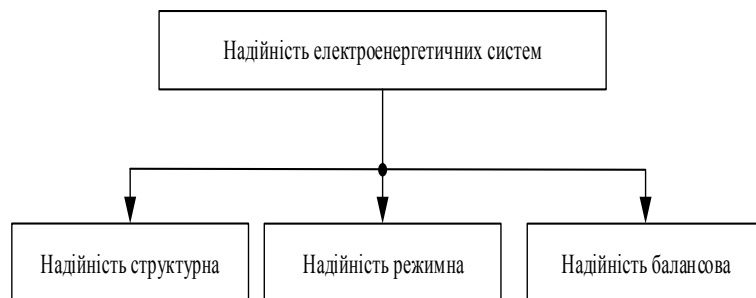 Надійність електроенергетичних систем
Надійність структурна
Надійність режимна
Надійність балансова